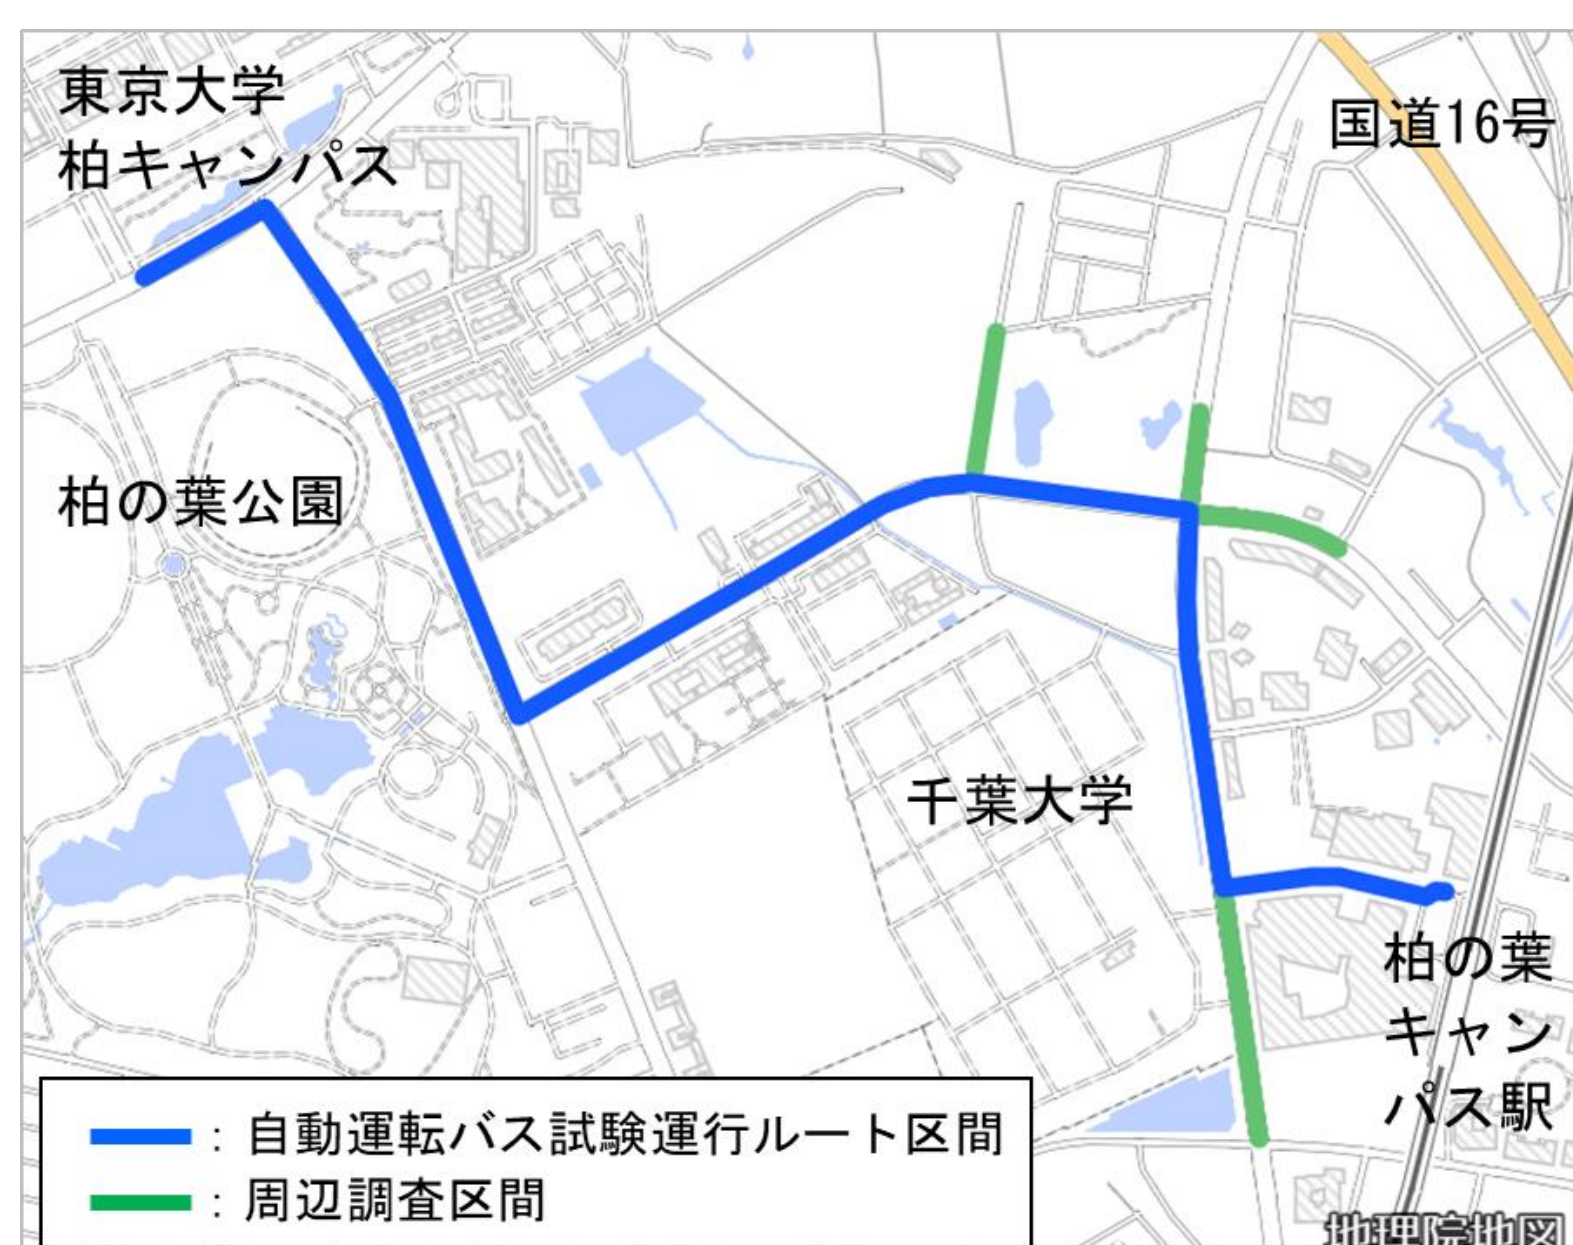 東京大学
柏キャンパス
国道16号
柏の葉公園
千葉大学
柏の葉
キャン
パス駅
：自動運転バス試験運行ルート区間
：周辺調査区間
地理院地図